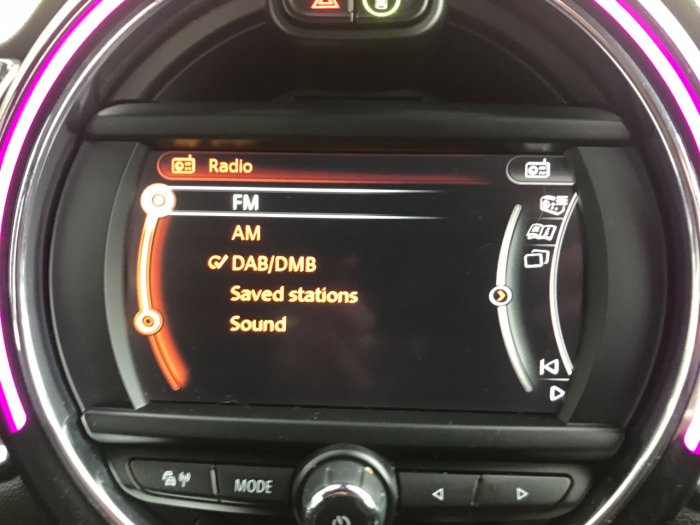 Radio
FM
AM
DAB/DMB
Saved stations
Sound
MODE